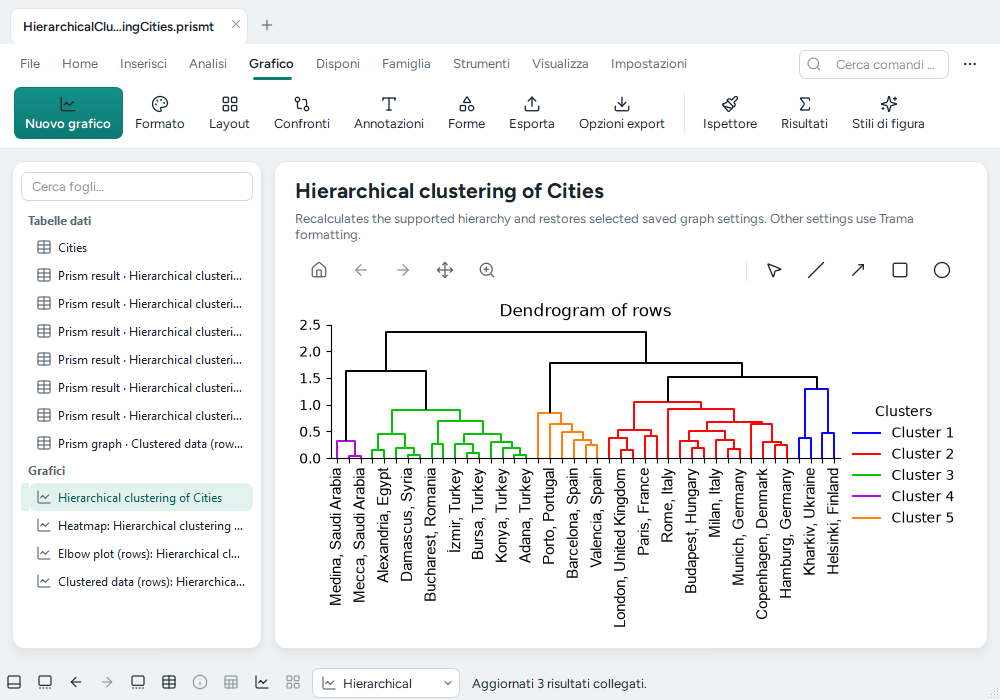 HierarchicalClu...ingCities.prismt
File Home Inserisci Analisi Grafico Disponi Famiglia Strumenti Visualizza Impostazioni
Cerca comandi ...
Nuovo grafico Formato Layout Confronti Annotazioni Forme Esporta Opzioni export Ispettore Risultati Stili di figura
Cerca fogli...
Tabelle dati
Cities
Prism result · Hierarchical clusteri...
Prism result · Hierarchical clusteri...
Prism result · Hierarchical clusteri...
Prism result · Hierarchical clusteri...
Prism result · Hierarchical clusteri...
Prism result · Hierarchical clusteri...
Prism graph · Clustered data (row...
Grafici
Hierarchical clustering of Cities
Heatmap: Hierarchical clustering ...
Elbow plot (rows): Hierarchical cl...
Clustered data (rows): Hierarchica...
Hierarchical clustering of Cities
Recalculates the supported hierarchy and restores selected saved graph settings. Other settings use Trama
formatting.
Dendrogram of rows
2.5
2.0
1.5
1.0
0.5
0.0
Medina, Saudi Arabia
Mecca, Saudi Arabia
Alexandria, Egypt
Damascus, Syria
Bucharest, Romania
İzmir, Turkey
Bursa, Turkey
Konya, Turkey
Adana, Turkey
Porto, Portugal
Barcelona, Spain
Valencia, Spain
London, United Kingdom
Paris, France
Rome, Italy
Budapest, Hungary
Milan, Italy
Munich, Germany
Copenhagen, Denmark
Hamburg, Germany
Kharkiv, Ukraine
Helsinki, Finland
Clusters
Cluster 1
Cluster 2
Cluster 3
Cluster 4
Cluster 5
Hierarchical
Aggiornati 3 risultati collegati.